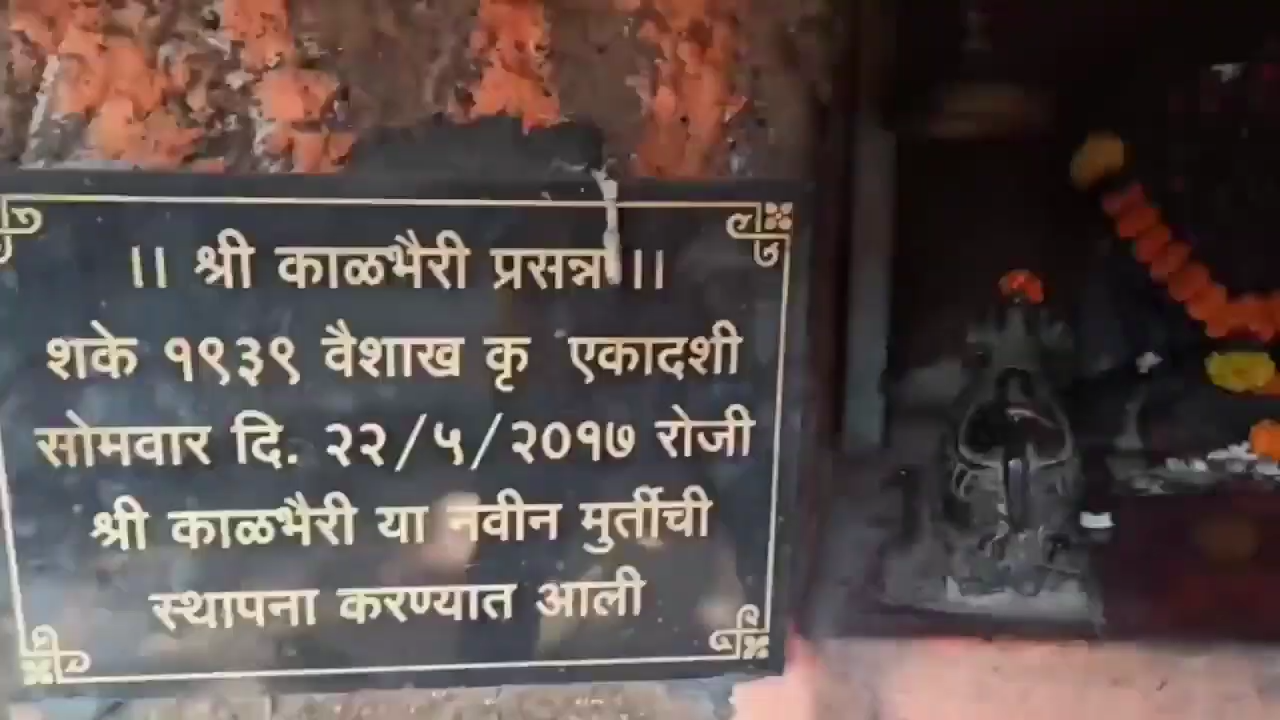 ।। श्री काळभैरी प्रसन्न ।।
शके १९३९ वैशाख कृ एकादशी
सोमवार दि. २२/५/२०१७ रोजी
श्री काळभैरी या नवीन मुर्तीची
स्थापना करण्यात आली